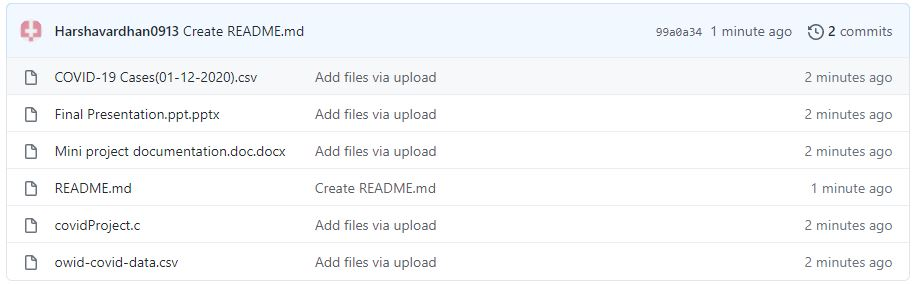 Harshavardhan0913 Create README.md 99a0a34 1 minute ago 2 commits
COVID-19 Cases(01-12-2020).csv Add files via upload 2 minutes ago
Final Presentation.ppt.pptx Add files via upload 2 minutes ago
Mini project documentation.doc.docx Add files via upload 2 minutes ago
README.md Create README.md 1 minute ago
covidProject.c Add files via upload 2 minutes ago
owid-covid-data.csv Add files via upload 2 minutes ago